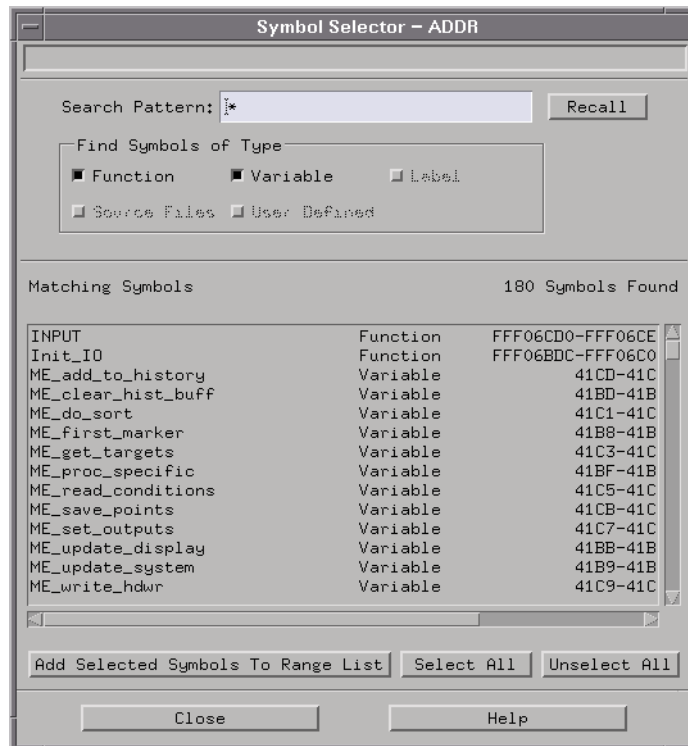 Symbol Selector – ADDR
Search Pattern: *
Recall
Find Symbols of Type
Function Variable Label
Source Files User Defined
Matching Symbols 180 Symbols Found
INPUT Function FFF06CD0-FFF06CE
Init_IO Function FFF06BDC-FFF06C0
ME_add_to_history Variable 41CD-41C
ME_clear_hist_buff Variable 41BD-41B
ME_do_sort Variable 41C1-41C
ME_first_marker Variable 41B8-41B
ME_get_targets Variable 41C3-41C
ME_proc_specific Variable 41BF-41B
ME_read_conditions Variable 41C5-41C
ME_save_points Variable 41CB-41C
ME_set_outputs Variable 41C7-41C
ME_update_display Variable 41BB-41B
ME_update_system Variable 41B9-41B
ME_write_hdwr Variable 41C9-41C
Add Selected Symbols To Range List Select All Unselect All
Close Help